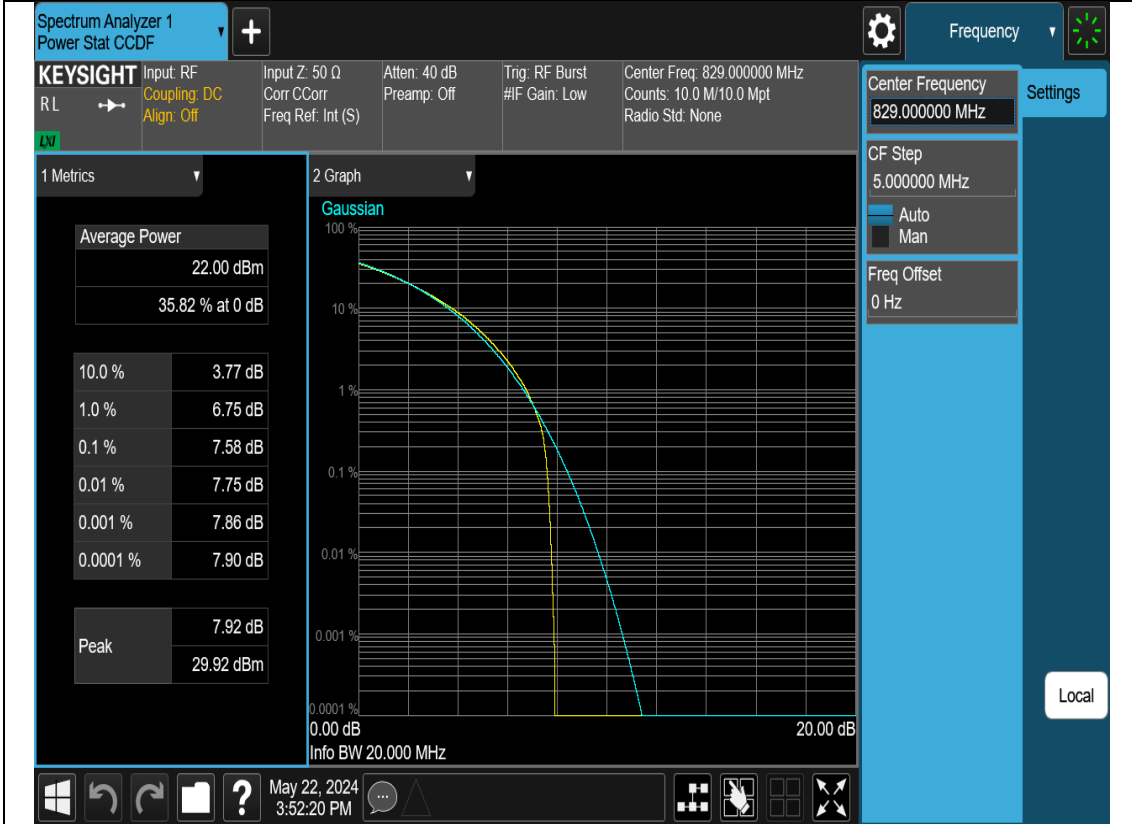 Spectrum Analyzer 1
Power Stat CCDF
+
Frequency
KEYSIGHT
RL
LXI
Input: RF
Coupling: DC
Align: Off
Input Z: 50 Ω
Corr CCorr
Freq Ref: Int (S)
Atten: 40 dB
Preamp: Off
Trig: RF Burst
#IF Gain: Low
Center Freq: 829.000000 MHz
Counts: 10.0 M/10.0 Mpt
Radio Std: None
Center Frequency
829.000000 MHz
Settings
CF Step
5.000000 MHz
Auto
Man
Freq Offset
0 Hz
1 Metrics
Average Power
22.00 dBm
35.82 % at 0 dB
10.0 % 3.77 dB
1.0 % 6.75 dB
0.1 % 7.58 dB
0.01 % 7.75 dB
0.001 % 7.86 dB
0.0001 % 7.90 dB
Peak
7.92 dB
29.92 dBm
2 Graph
Gaussian
100 %
10 %
1 %
0.1 %
0.01 %
0.001 %
0.0001 %
0.00 dB 20.00 dB
Info BW 20.000 MHz
Local
?
May 22, 2024
3:52:20 PM